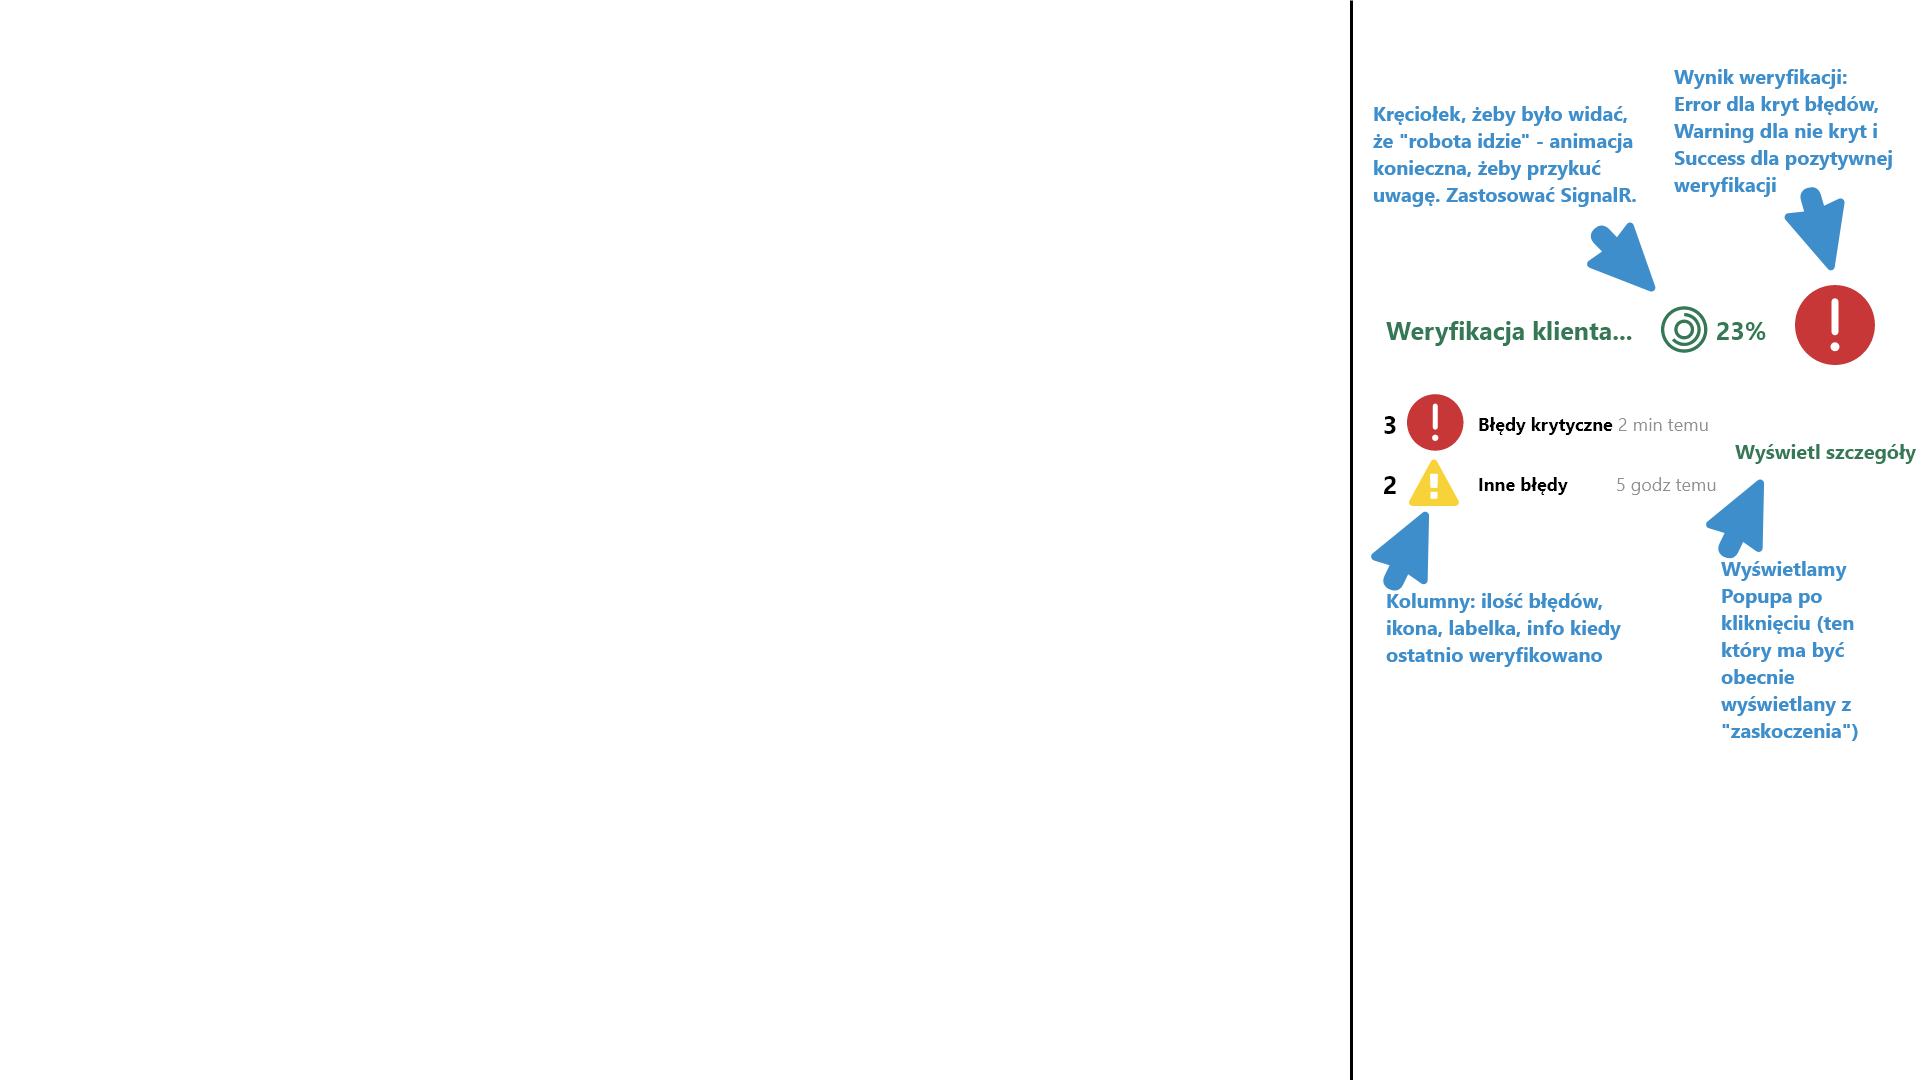 Kręciołek, żeby było widać,
że "robota idzie" - animacja
konieczna, żeby przykuć
uwagę. Zastosować SignalR.
Wynik weryfikacji:
Error dla kryt błędów,
Warning dla nie kryt i
Success dla pozytywnej
weryfikacji
Weryfikacja klienta... 23%
3 Błędy krytyczne 2 min temu
Wyświetl szczegóły
2 Inne błędy 5 godz temu
Kolumny: ilość błędów,
ikona, labelka, info kiedy
ostatnio weryfikowano
Wyświetlamy
Popupa po
kliknięciu (ten
który ma być
obecnie
wyświetlany z
"zaskoczenia")